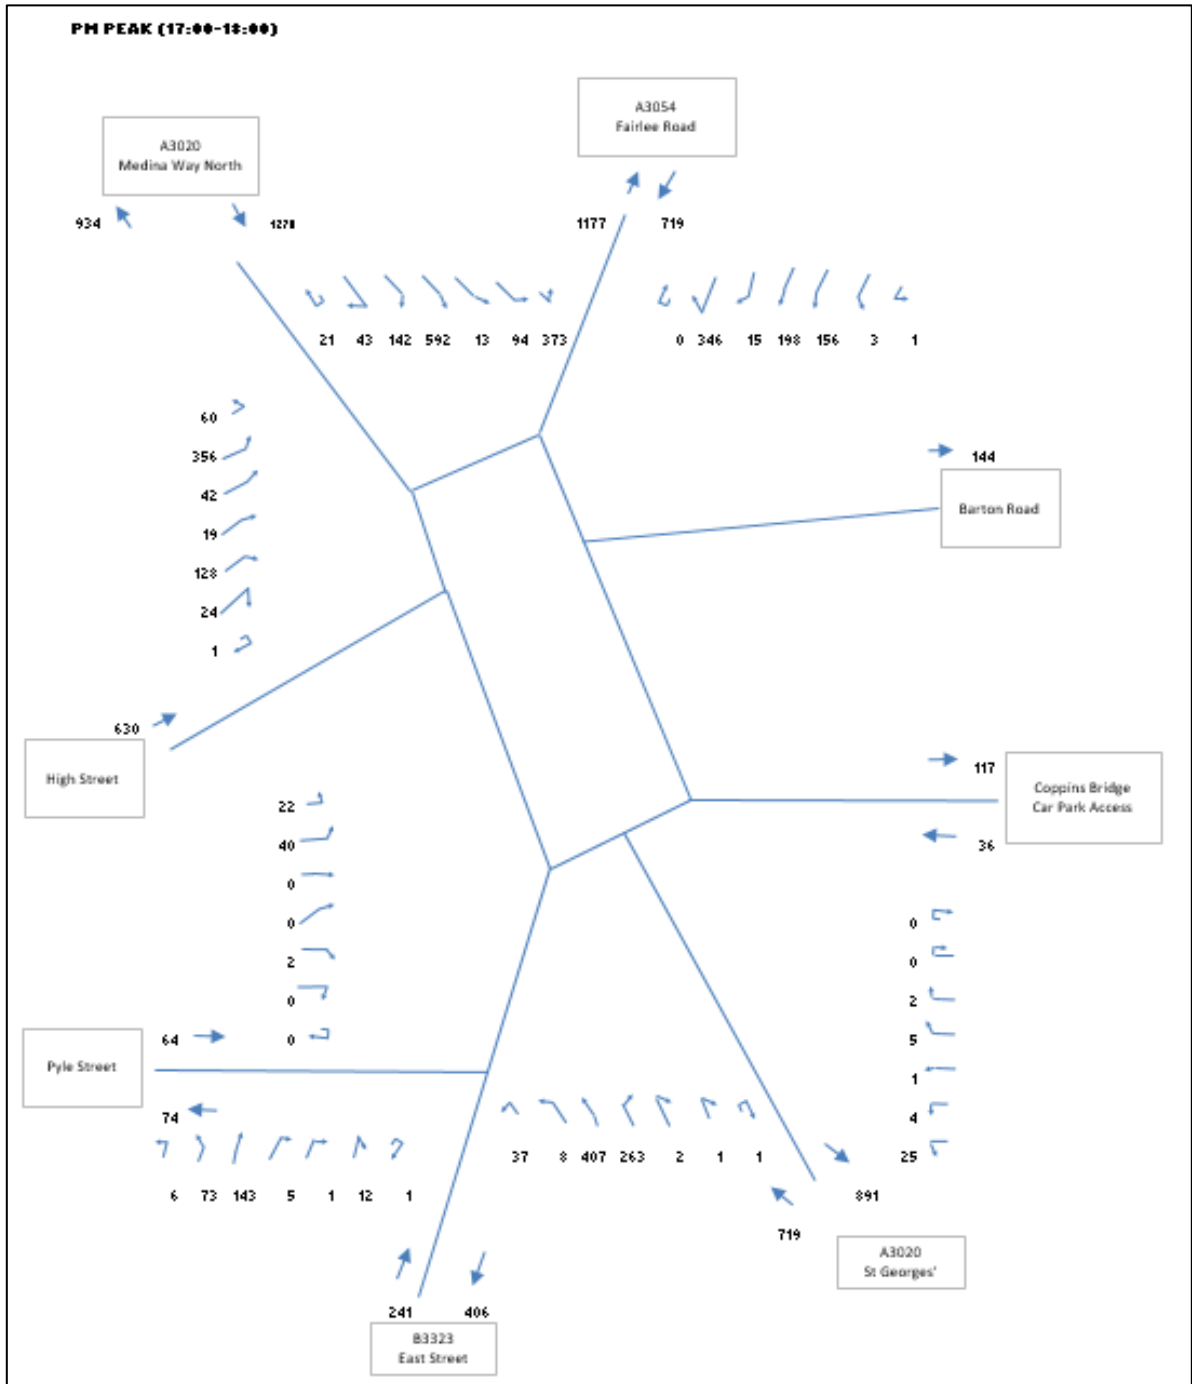 PM PEAK (17:00-18:00)
A3054
Fairlee Road
A3020
Medina Way North
934
1278
1177
719
21 43 142 592 13 94 373
0 346 15 198 156 3 1
60
356
42
19
128
24
1
144
Barton Road
630
High Street
117
Coppins Bridge
Car Park Access
36
22
40
0
0
2
0
0
0
0
2
5
1
4
25
64
Pyle Street
74
6 73 143 5 1 12 1
37 8 407 263 2 1 1
891
719
A3020
St Georges'
241
406
B3323
East Street